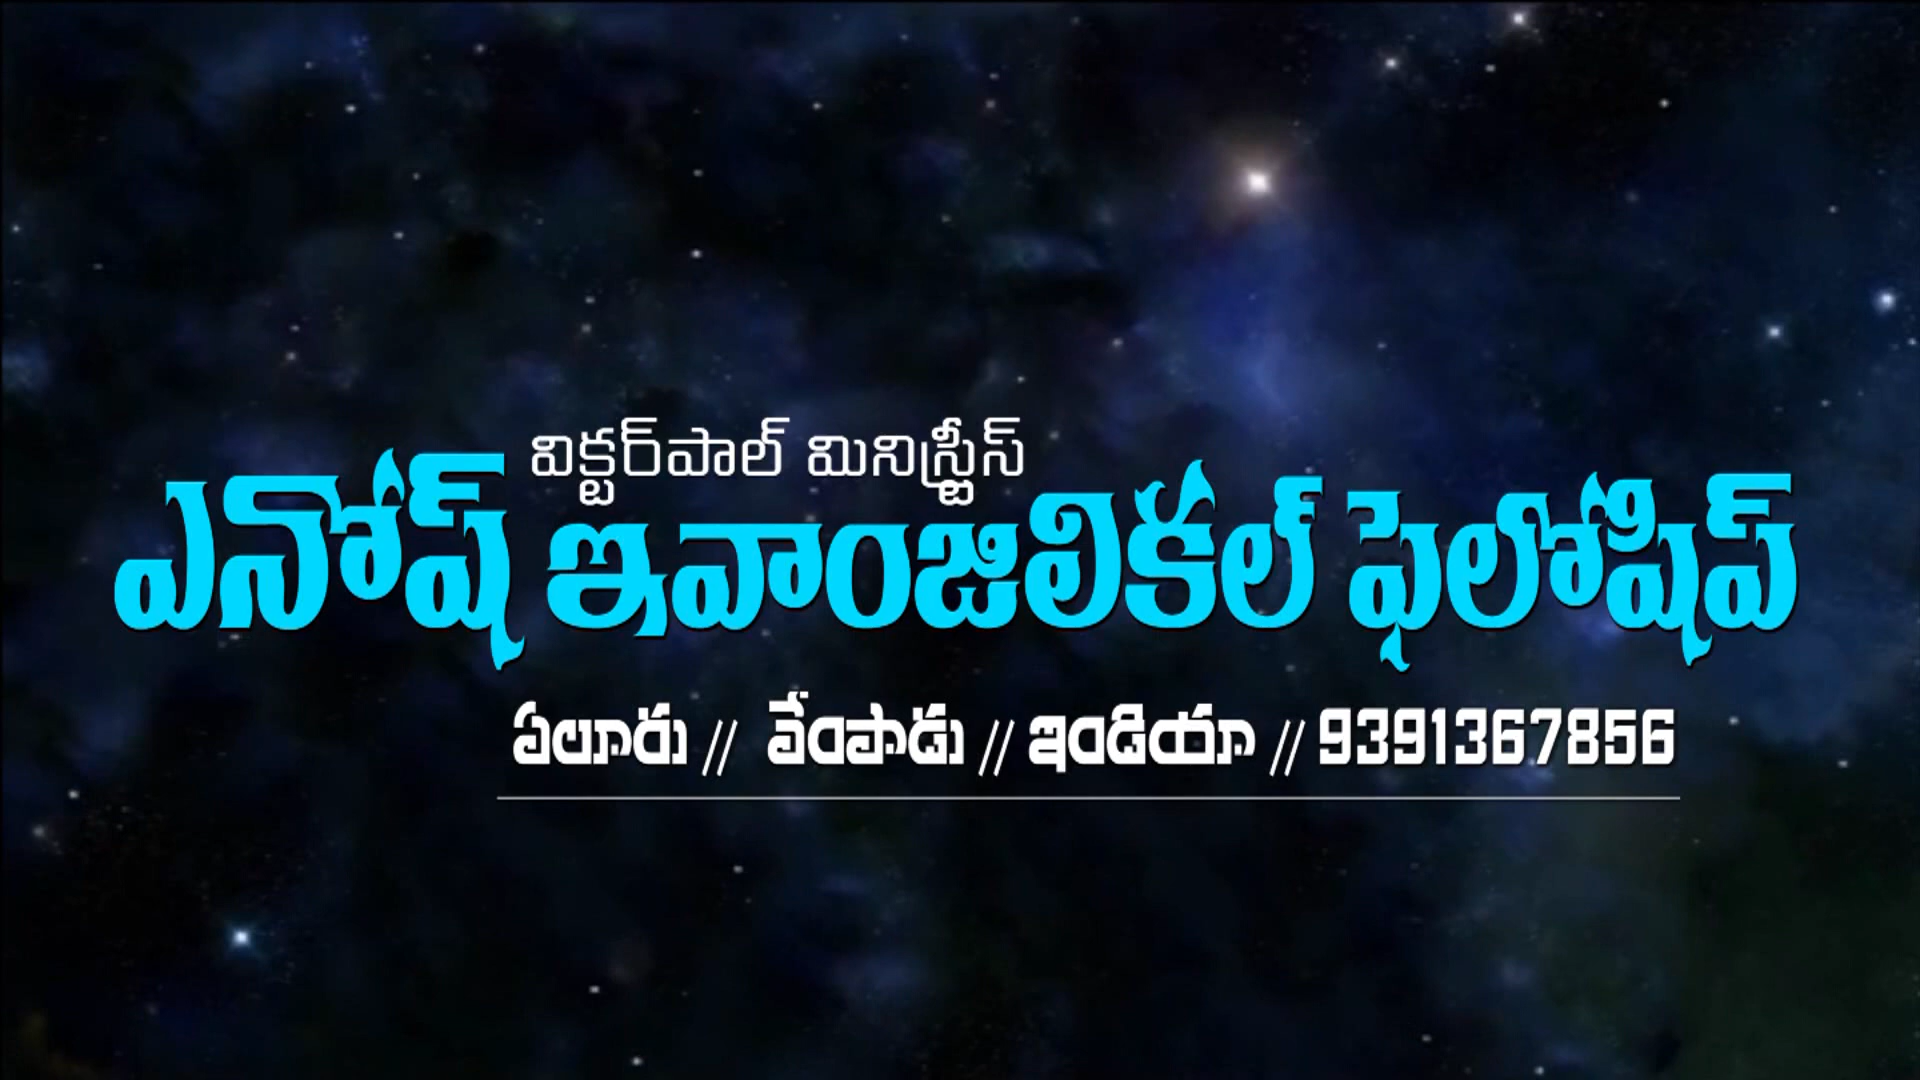 విక్టర్‌పాల్ మినిస్ట్రీస్
ఎనోష్ ఇవాంజిలికల్ ఫెలోషిప్
ఏలూరు // వేంపాడు // ఇండియా // 9391367856